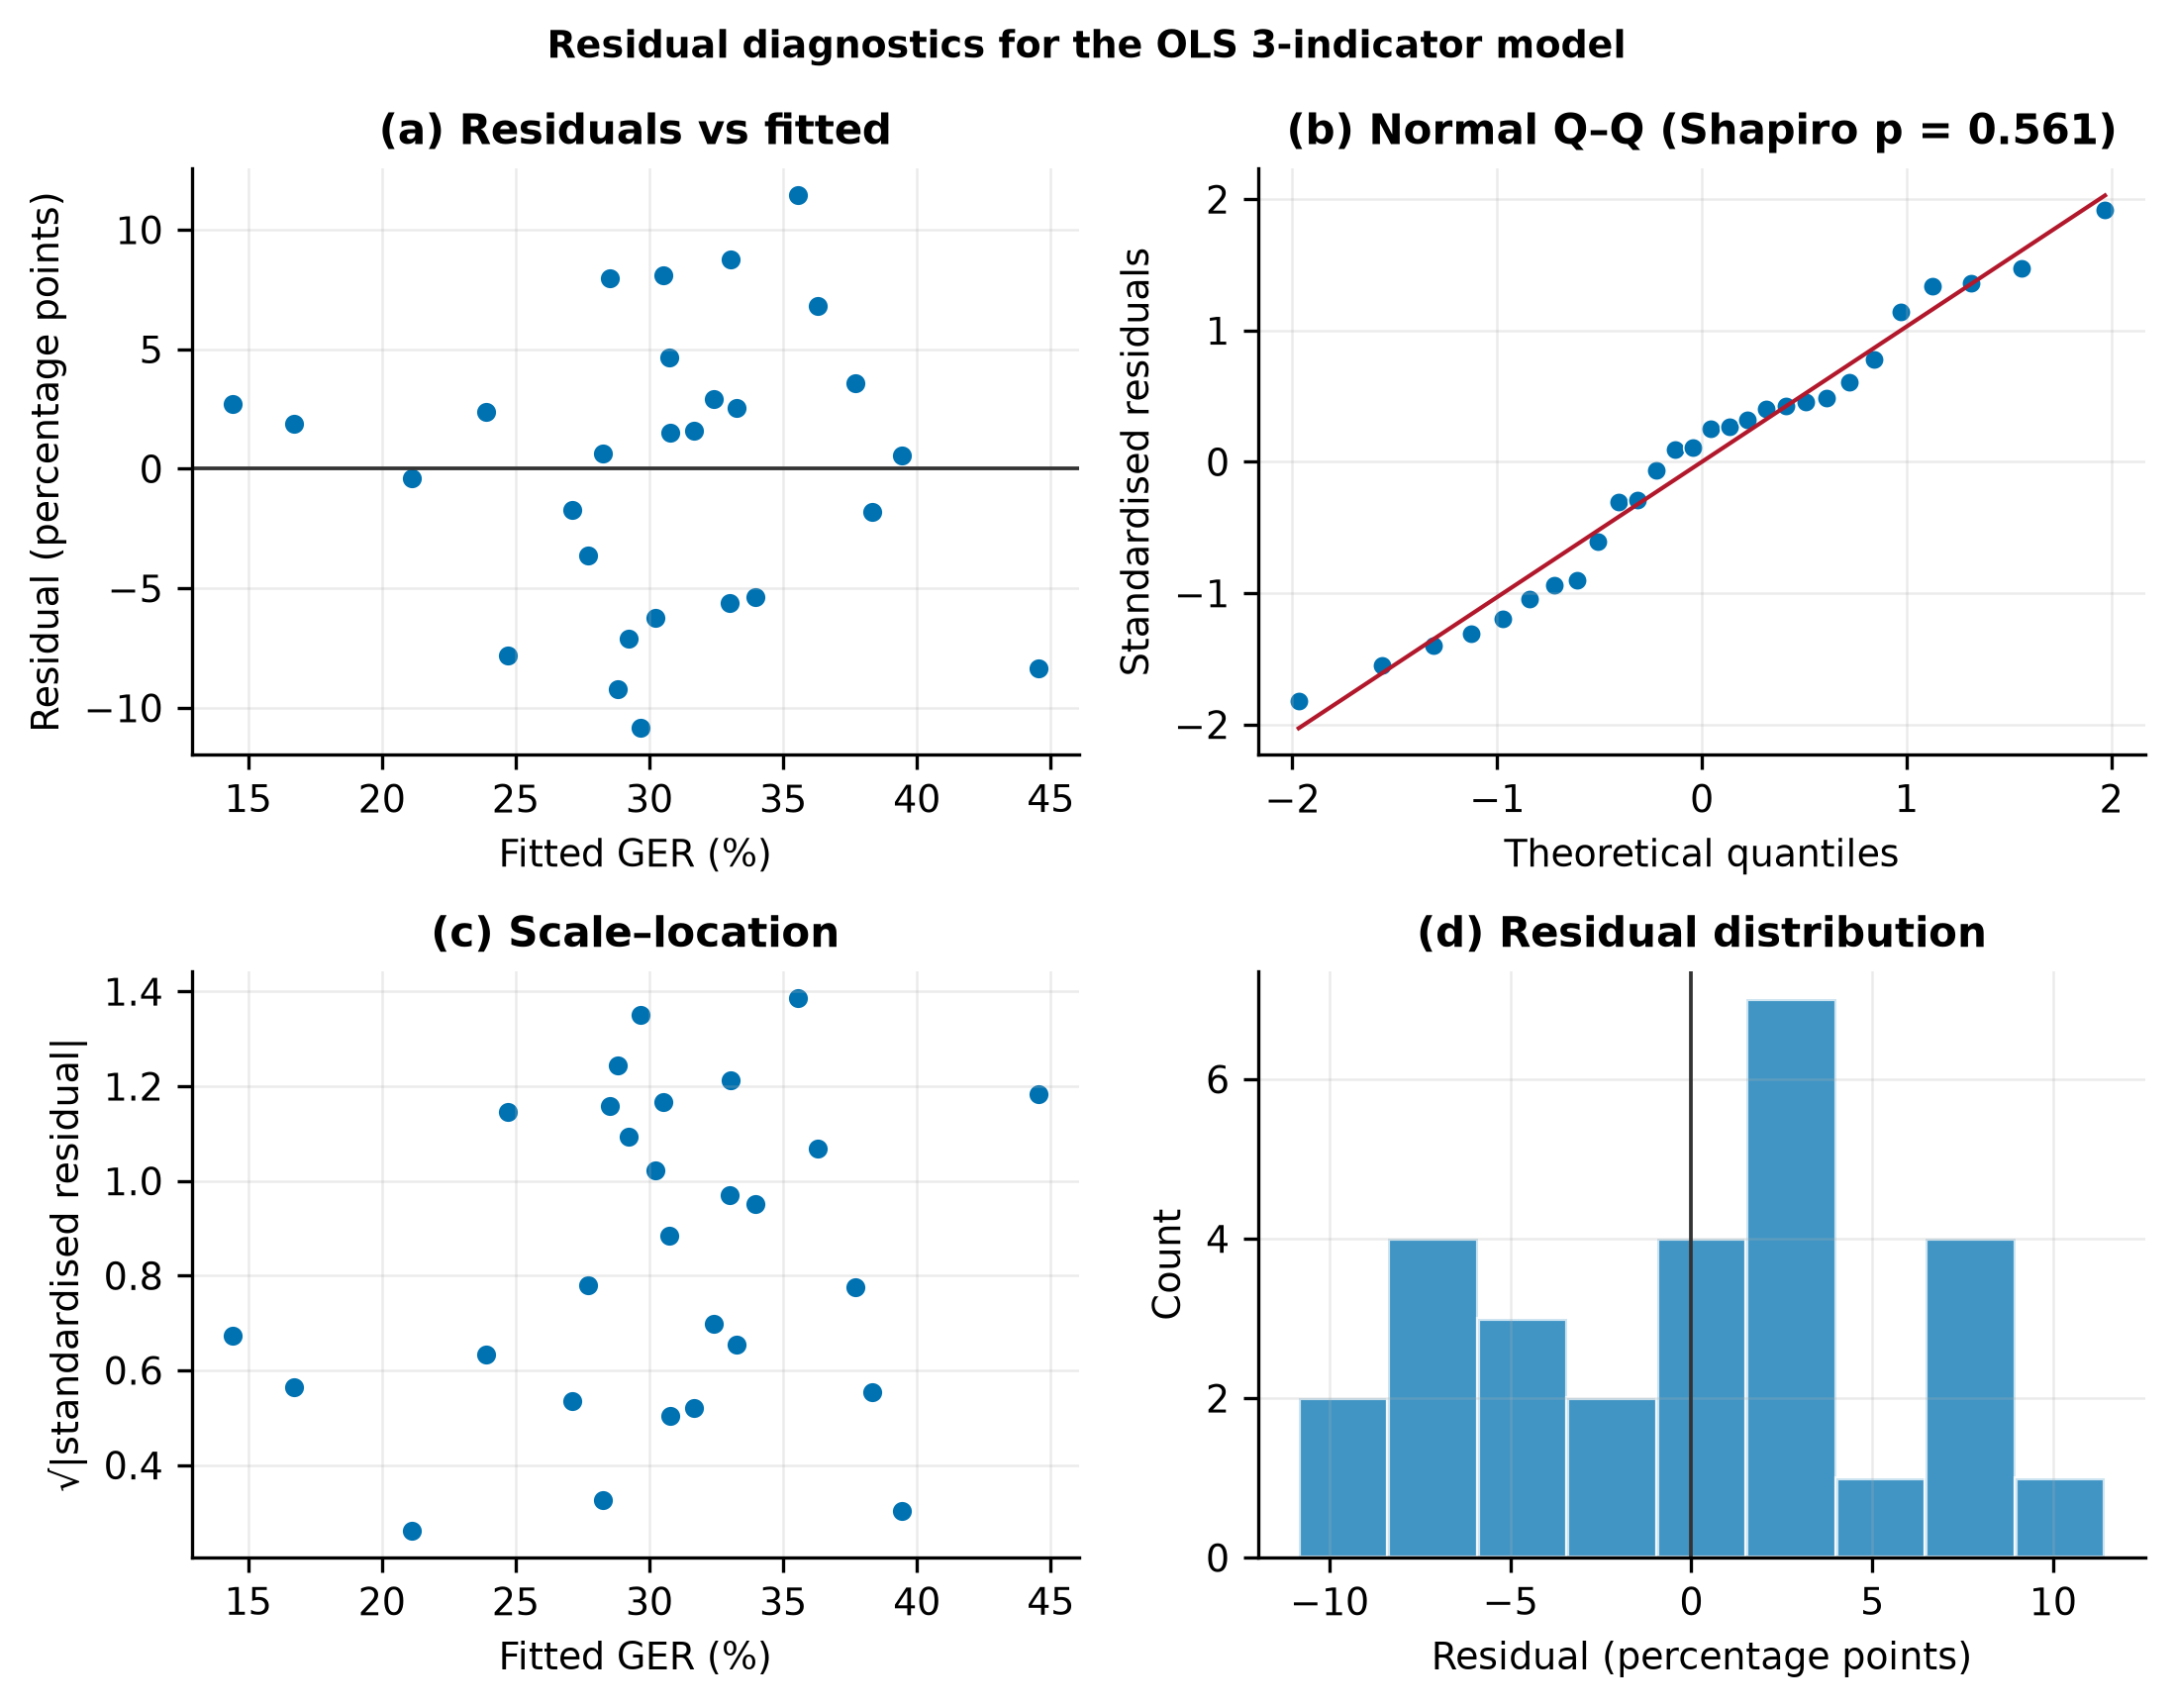 Residual diagnostics for the OLS 3-indicator model
(a) Residuals vs fitted
Residual (percentage points)
10
5
0
−5
−10
15 20 25 30 35 40 45
Fitted GER (%)
(b) Normal Q–Q (Shapiro p = 0.561)
Standardised residuals
2
1
0
−1
−2
−2 −1 0 1 2
Theoretical quantiles
(c) Scale–location
√|standardised residual|
1.4
1.2
1.0
0.8
0.6
0.4
15 20 25 30 35 40 45
Fitted GER (%)
(d) Residual distribution
Count
6
4
2
0
−10 −5 0 5 10
Residual (percentage points)